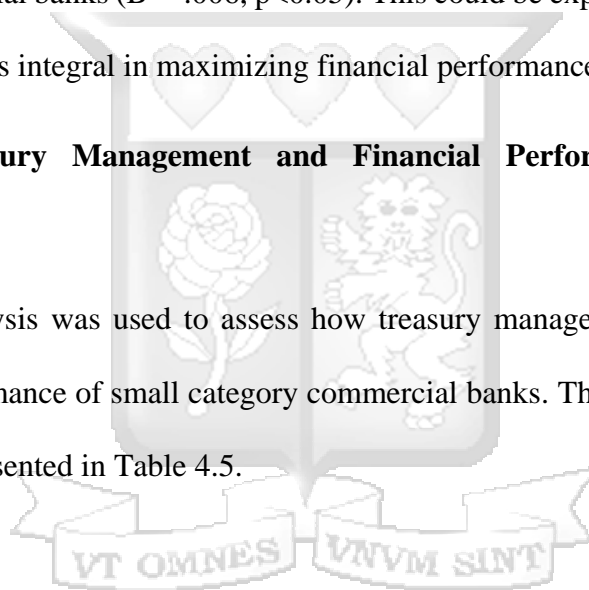 al banks (B = .006, p <0.05). This could be exp
s integral in maximizing financial performance
ury Management and Financial Perfor
ysis was used to assess how treasury manage
nance of small category commercial banks. Th
sented in Table 4.5.
VT OMNES VNVM SINT